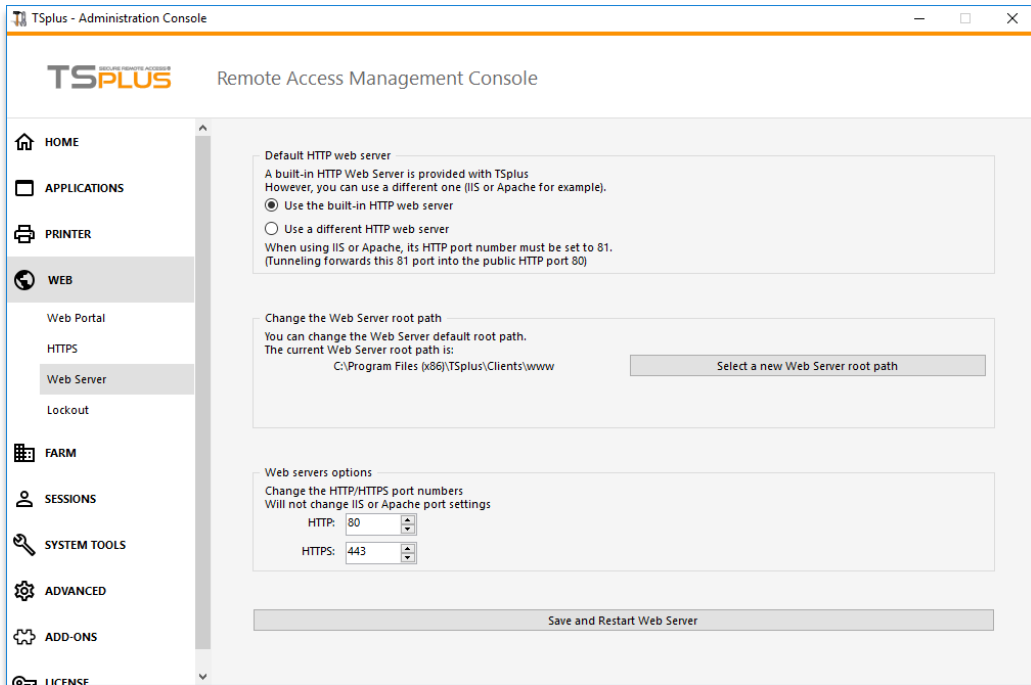 TSplus - Administration Console
SECURE REMOTE ACCESS®
TSPLUS
Remote Access Management Console
HOME
APPLICATIONS
PRINTER
WEB
Web Portal
HTTPS
Web Server
Lockout
FARM
SESSIONS
SYSTEM TOOLS
ADVANCED
ADD-ONS
LICENSE
Default HTTP web server
A built-in HTTP Web Server is provided with TSplus
However, you can use a different one (IIS or Apache for example).
Use the built-in HTTP web server
Use a different HTTP web server
When using IIS or Apache, its HTTP port number must be set to 81.
(Tunneling forwards this 81 port into the public HTTP port 80)
Change the Web Server root path
You can change the Web Server default root path.
The current Web Server root path is:
C:\Program Files (x86)\TSplus\Clients\www
Select a new Web Server root path
Web servers options
Change the HTTP/HTTPS port numbers
Will not change IIS or Apache port settings
HTTP: 80
HTTPS: 443
Save and Restart Web Server